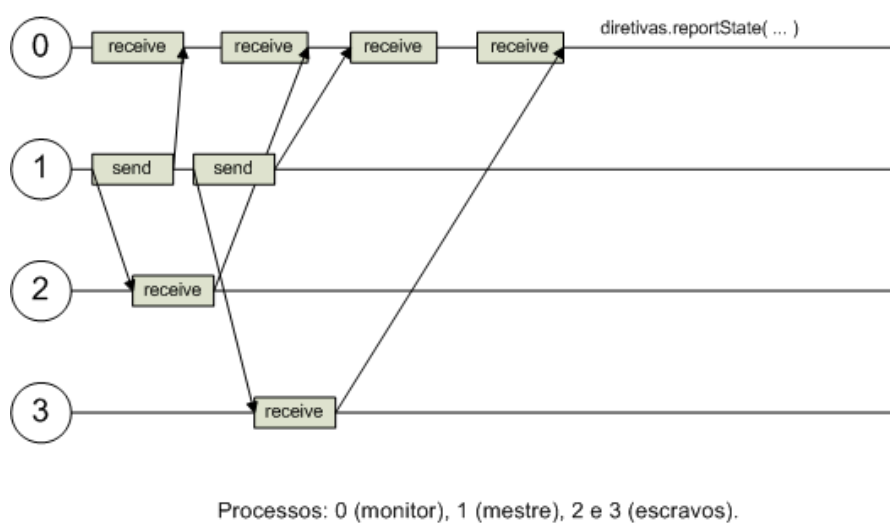 0
receive
receive
receive
receive
diretivas.reportState( ... )
1
send
send
2
receive
3
receive
Processos: 0 (monitor), 1 (mestre), 2 e 3 (escravos).